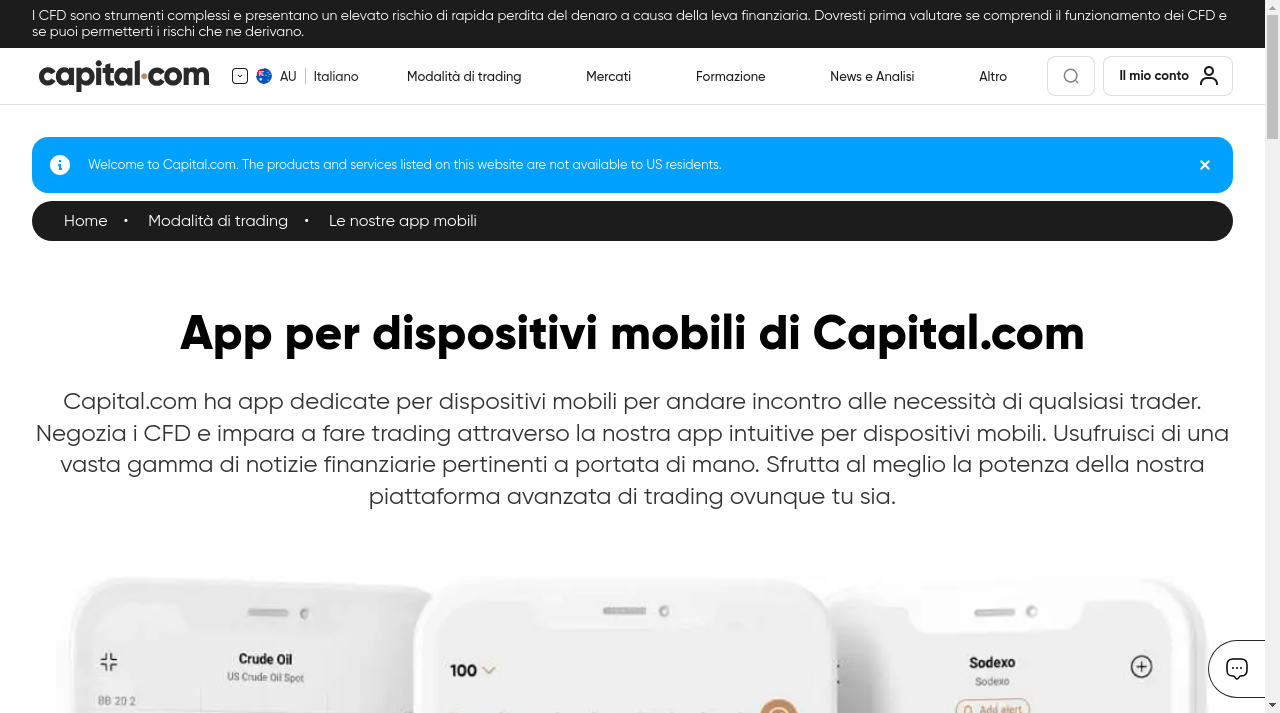 I CFD sono strumenti complessi e presentano un elevato rischio di rapida perdita del denaro a causa della leva finanziaria. Dovresti prima valutare se comprendi il funzionamento dei CFD e
se puoi permetterti i rischi che ne derivano.
capital.com AU Italiano Modalità di trading Mercati Formazione News e Analisi Altro Il mio conto
Welcome to Capital.com. The products and services listed on this website are not available to US residents.
Home • Modalità di trading • Le nostre app mobili
App per dispositivi mobili di Capital.com
Capital.com ha app dedicate per dispositivi mobili per andare incontro alle necessità di qualsiasi trader.
Negozia i CFD e impara a fare trading attraverso la nostra app intuitive per dispositivi mobili. Usufruisci di una
vasta gamma di notizie finanziarie pertinenti a portata di mano. Sfrutta al meglio la potenza della nostra
piattaforma avanzata di trading ovunque tu sia.
Crude Oil
US Crude Oil Spot
BB 20 2
100
Sodexo
Sodexo
Add alert